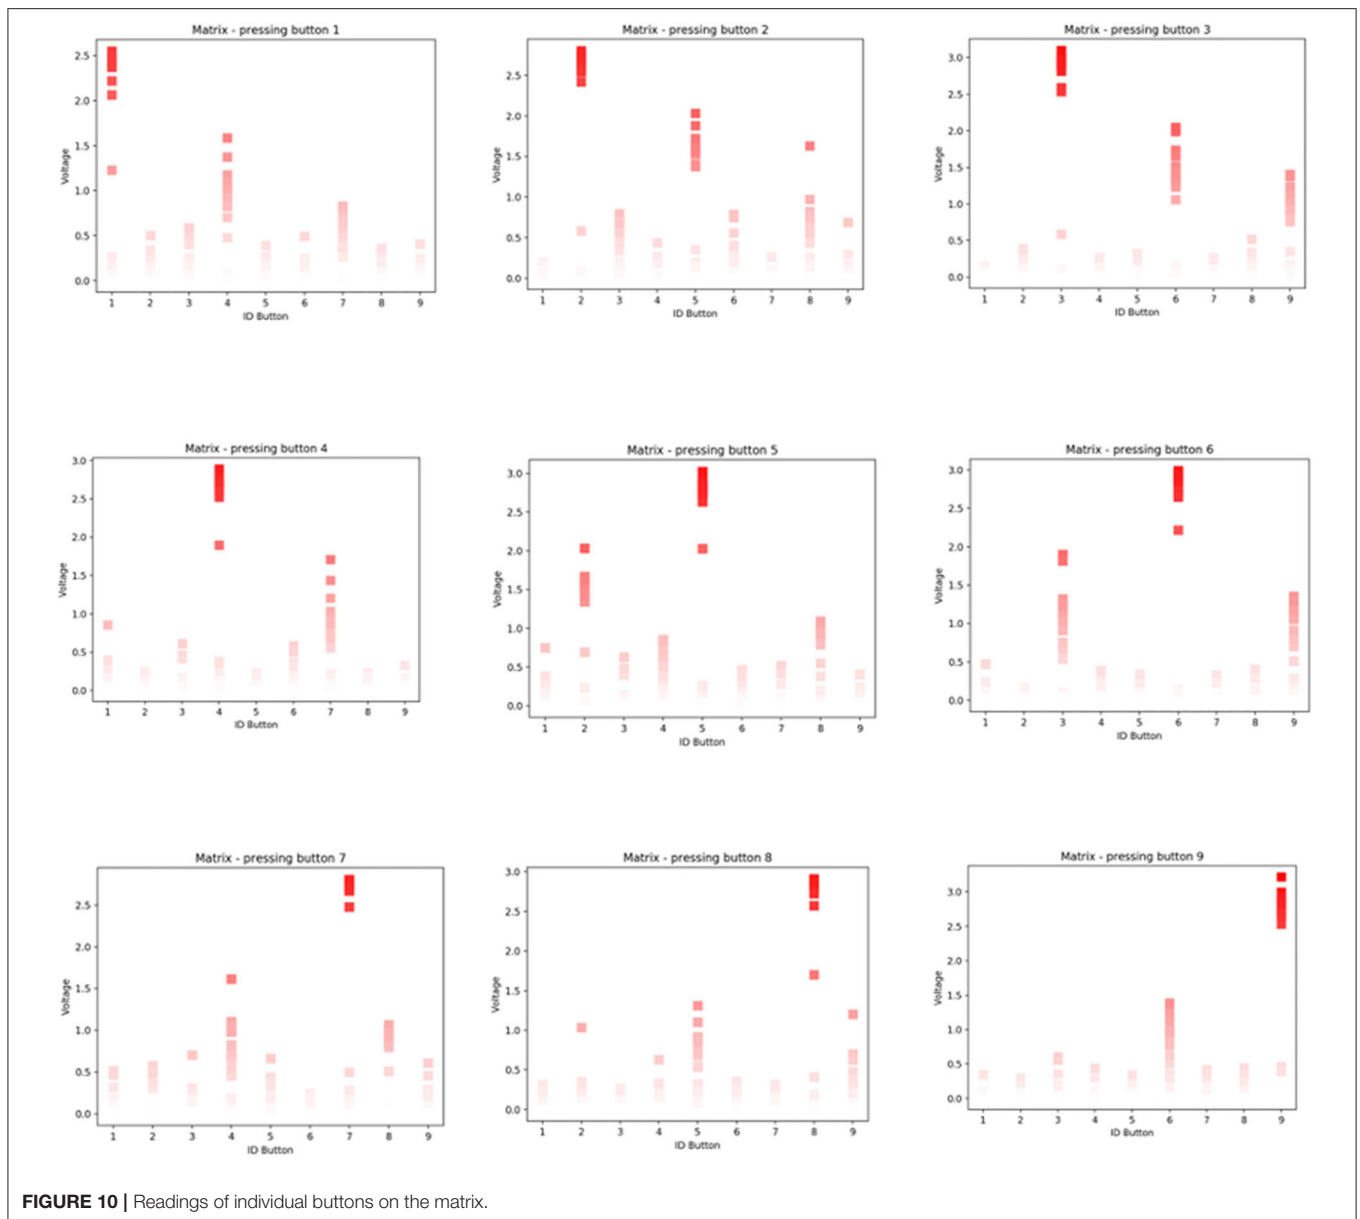 Matrix - pressing button 1
Voltage
2.5
2.0
1.5
1.0
0.5
0.0
1 2 3 4 5 6 7 8 9
ID Button
Matrix - pressing button 2
Voltage
2.5
2.0
1.5
1.0
0.5
0.0
1 2 3 4 5 6 7 8 9
ID Button
Matrix - pressing button 3
Voltage
3.0
2.5
2.0
1.5
1.0
0.5
0.0
1 2 3 4 5 6 7 8 9
ID Button
Matrix - pressing button 4
Voltage
3.0
2.5
2.0
1.5
1.0
0.5
0.0
1 2 3 4 5 6 7 8 9
ID Button
Matrix - pressing button 5
Voltage
3.0
2.5
2.0
1.5
1.0
0.5
0.0
1 2 3 4 5 6 7 8 9
ID Button
Matrix - pressing button 6
Voltage
3.0
2.5
2.0
1.5
1.0
0.5
0.0
1 2 3 4 5 6 7 8 9
ID Button
Matrix - pressing button 7
Voltage
2.5
2.0
1.5
1.0
0.5
0.0
1 2 3 4 5 6 7 8 9
ID Button
Matrix - pressing button 8
Voltage
3.0
2.5
2.0
1.5
1.0
0.5
0.0
1 2 3 4 5 6 7 8 9
ID Button
Matrix - pressing button 9
Voltage
3.0
2.5
2.0
1.5
1.0
0.5
0.0
1 2 3 4 5 6 7 8 9
ID Button
FIGURE 10 | Readings of individual buttons on the matrix.